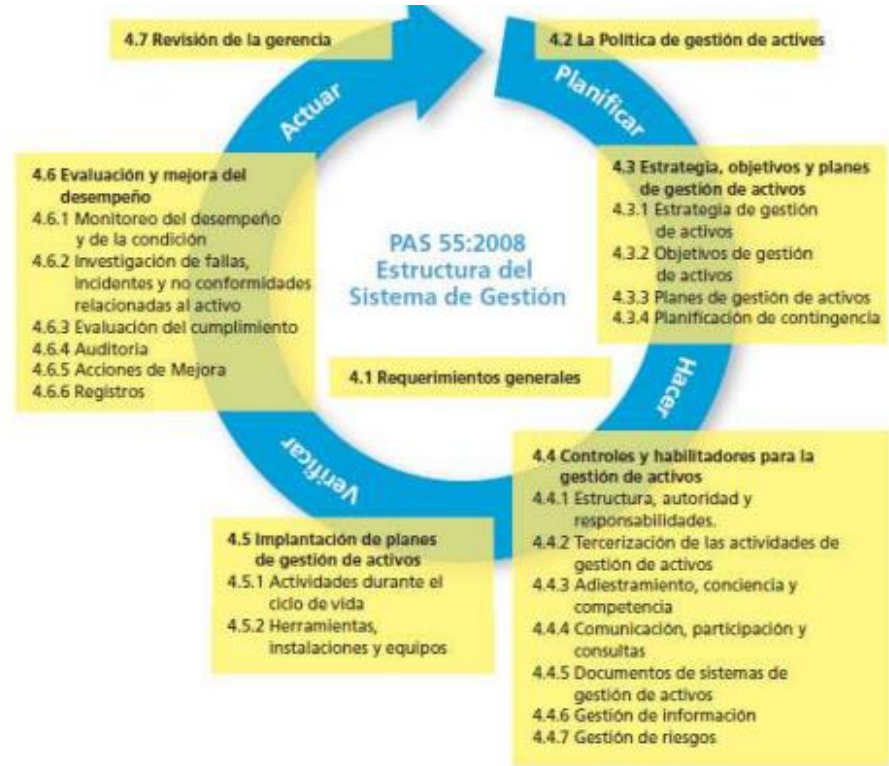 4.7 Revisión de la gerencia
4.2 La Política de gestión de actives
Actuar
Planificar
4.6 Evaluación y mejora del
desempeño
4.6.1 Monitoreo del desempeño
y de la condición
4.6.2 Investigación de fallas,
incidentes y no conformidades
relacionadas al activo
4.6.3 Evaluación del cumplimiento
4.6.4 Auditoria
4.6.5 Acciones de Mejora
4.6.6 Registros
PAS 55:2008
Estructura del
Sistema de Gestión
4.3 Estrategia, objetivos y planes
de gestión de activos
4.3.1 Estrategia de gestión
de activos
4.3.2 Objetivos de gestión
de activos
4.3.3 Planes de gestión de activos
4.3.4 Planificación de contingencia
4.1 Requerimientos generales
Hacer
Verificar
4.5 Implantación de planes
de gestión de activos
4.5.1 Actividades durante el
ciclo de vida
4.5.2 Herramientas,
instalaciones y equipos
4.4 Controles y habilitadores para la
gestión de activos
4.4.1 Estructura, autoridad y
responsabilidades.
4.4.2 Tercerización de las actividades de
gestión de activos
4.4.3 Adiestramiento, conciencia y
competencia
4.4.4 Comunicación, participación y
consultas
4.4.5 Documentos de sistemas de
gestión de activos
4.4.6 Gestión de información
4.4.7 Gestión de riesgos